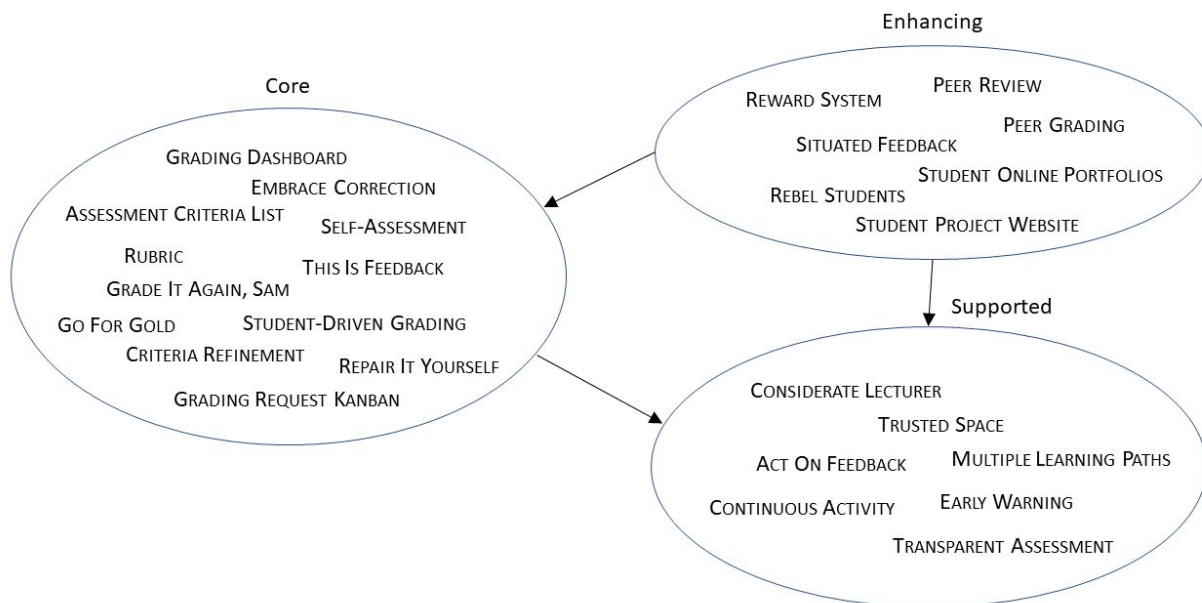 Core
GRADING DASHBOARD
EMBRACE CORRECTION
ASSESSMENT CRITERIA LIST
SELF-ASSESSMENT
RUBRIC
THIS IS FEEDBACK
GRADE IT AGAIN, SAM
GO FOR GOLD
STUDENT-DRIVEN GRADING
CRITERIA REFINEMENT
REPAIR IT YOURSELF
GRADING REQUEST KANBAN
Enhancing
PEER REVIEW
REWARD SYSTEM
PEER GRADING
SITUATED FEEDBACK
STUDENT ONLINE PORTFOLIOS
REBEL STUDENTS
STUDENT PROJECT WEBSITE
Supported
CONSIDERATE LECTURER
TRUSTED SPACE
ACT ON FEEDBACK
MULTIPLE LEARNING PATHS
CONTINUOUS ACTIVITY
EARLY WARNING
TRANSPARENT ASSESSMENT